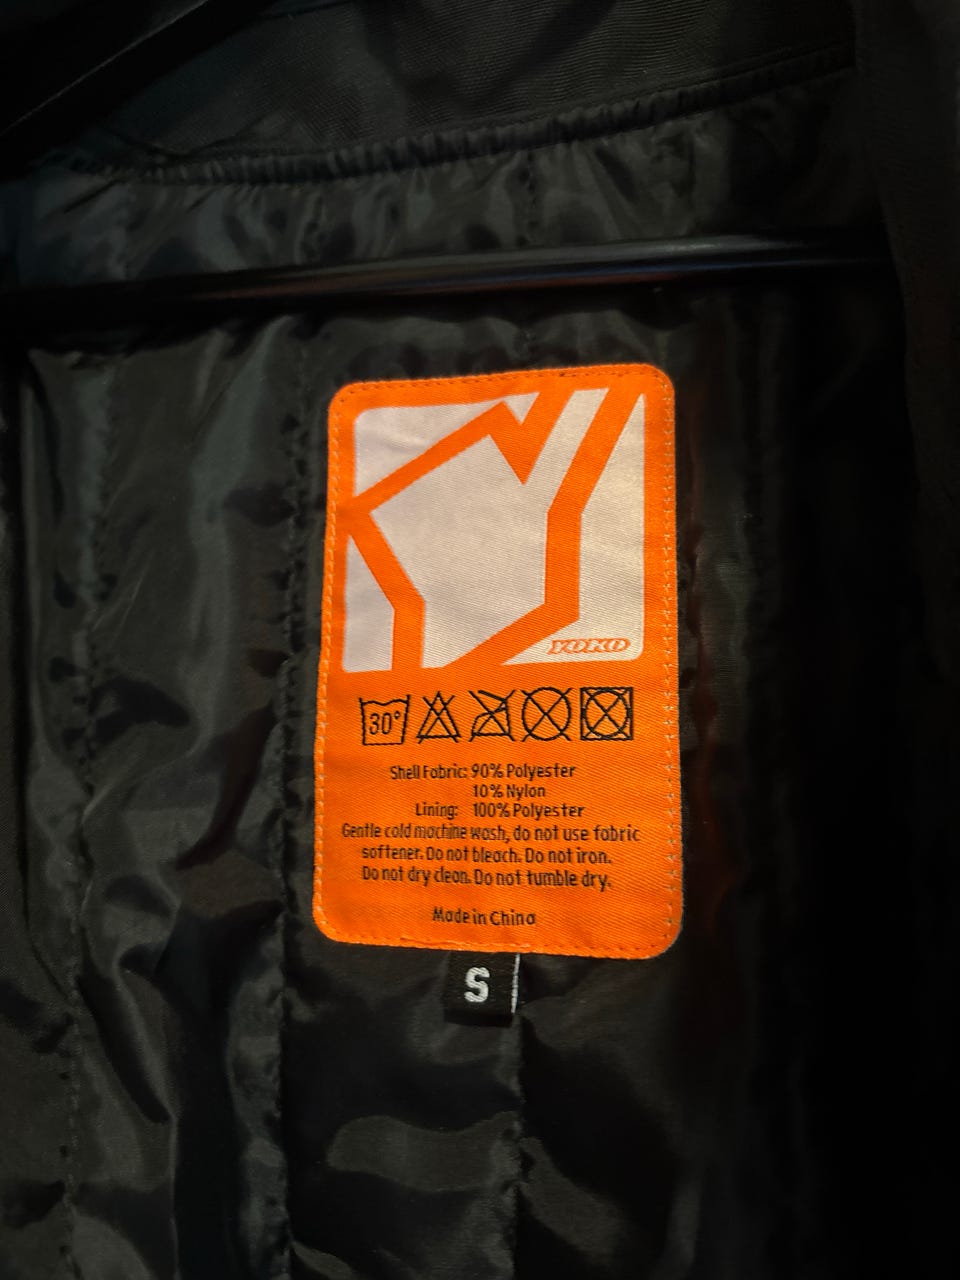 YOKO
30°
Shell Fabric: 90% Polyester
10% Nylon
Lining: 100% Polyester
Gentle cold machine wash, do not use fabric
softener. Do not bleach. Do not iron.
Do not dry clean. Do not tumble dry.
Made in China
S